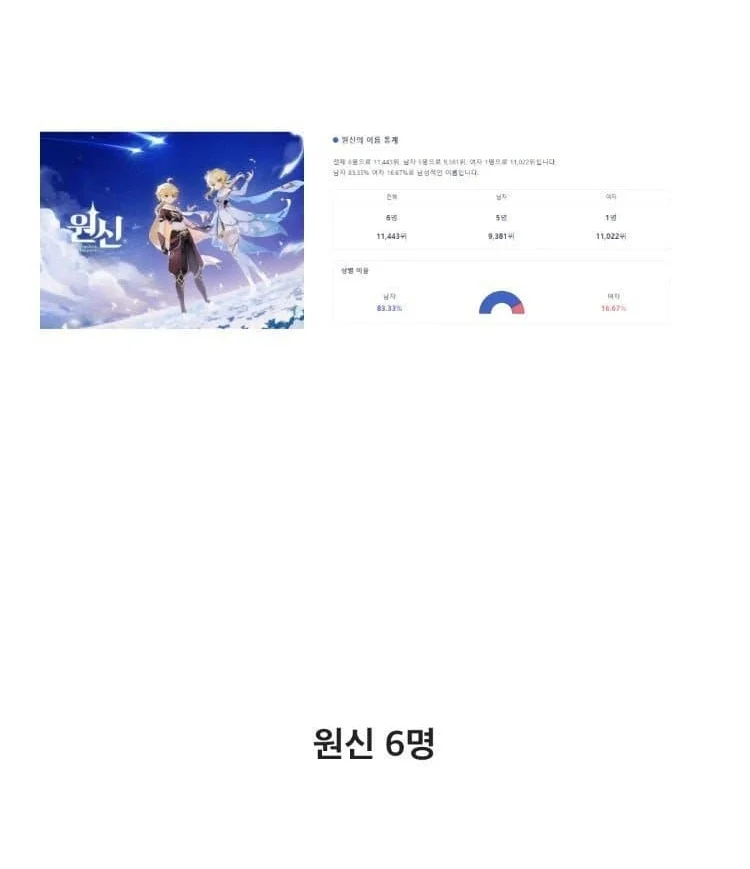 원신
원신의 이름 통계
전체 6명으로 11,443위, 남자 5명으로 9,381위, 여자 1명으로 11,022위입니다.
남자 83.33% 여자 16.67%로 남성적인 이름입니다.
전체 남자 여자
6명 5명 1명
11,443위 9,381위 11,022위
성별 비율
남자 여자
83.33% 16.67%
원신 6명